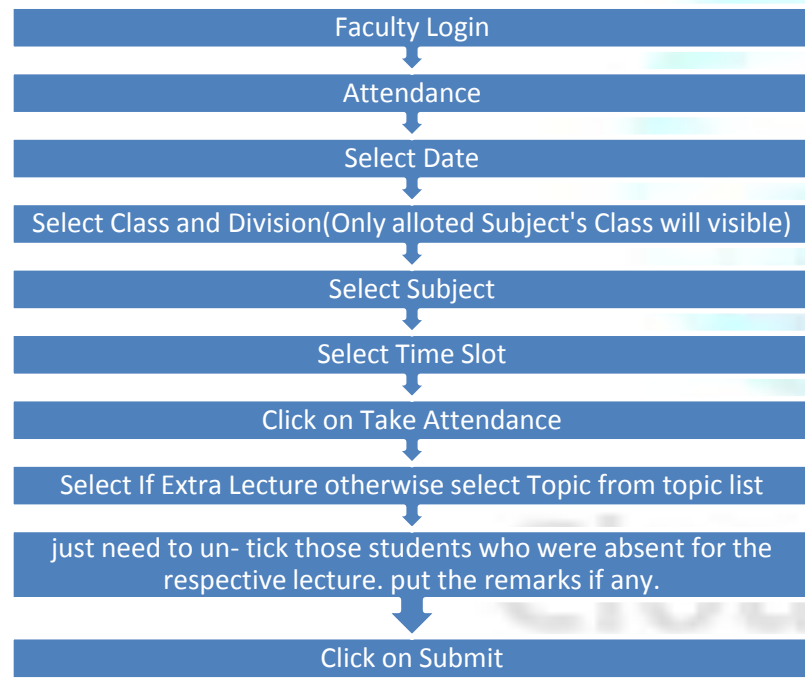 Faculty Login
Attendance
Select Date
Select Class and Division(Only alloted Subject's Class will visible)
Select Subject
Select Time Slot
Click on Take Attendance
Select If Extra Lecture otherwise select Topic from topic list
just need to un- tick those students who were absent for the
respective lecture. put the remarks if any.
Click on Submit